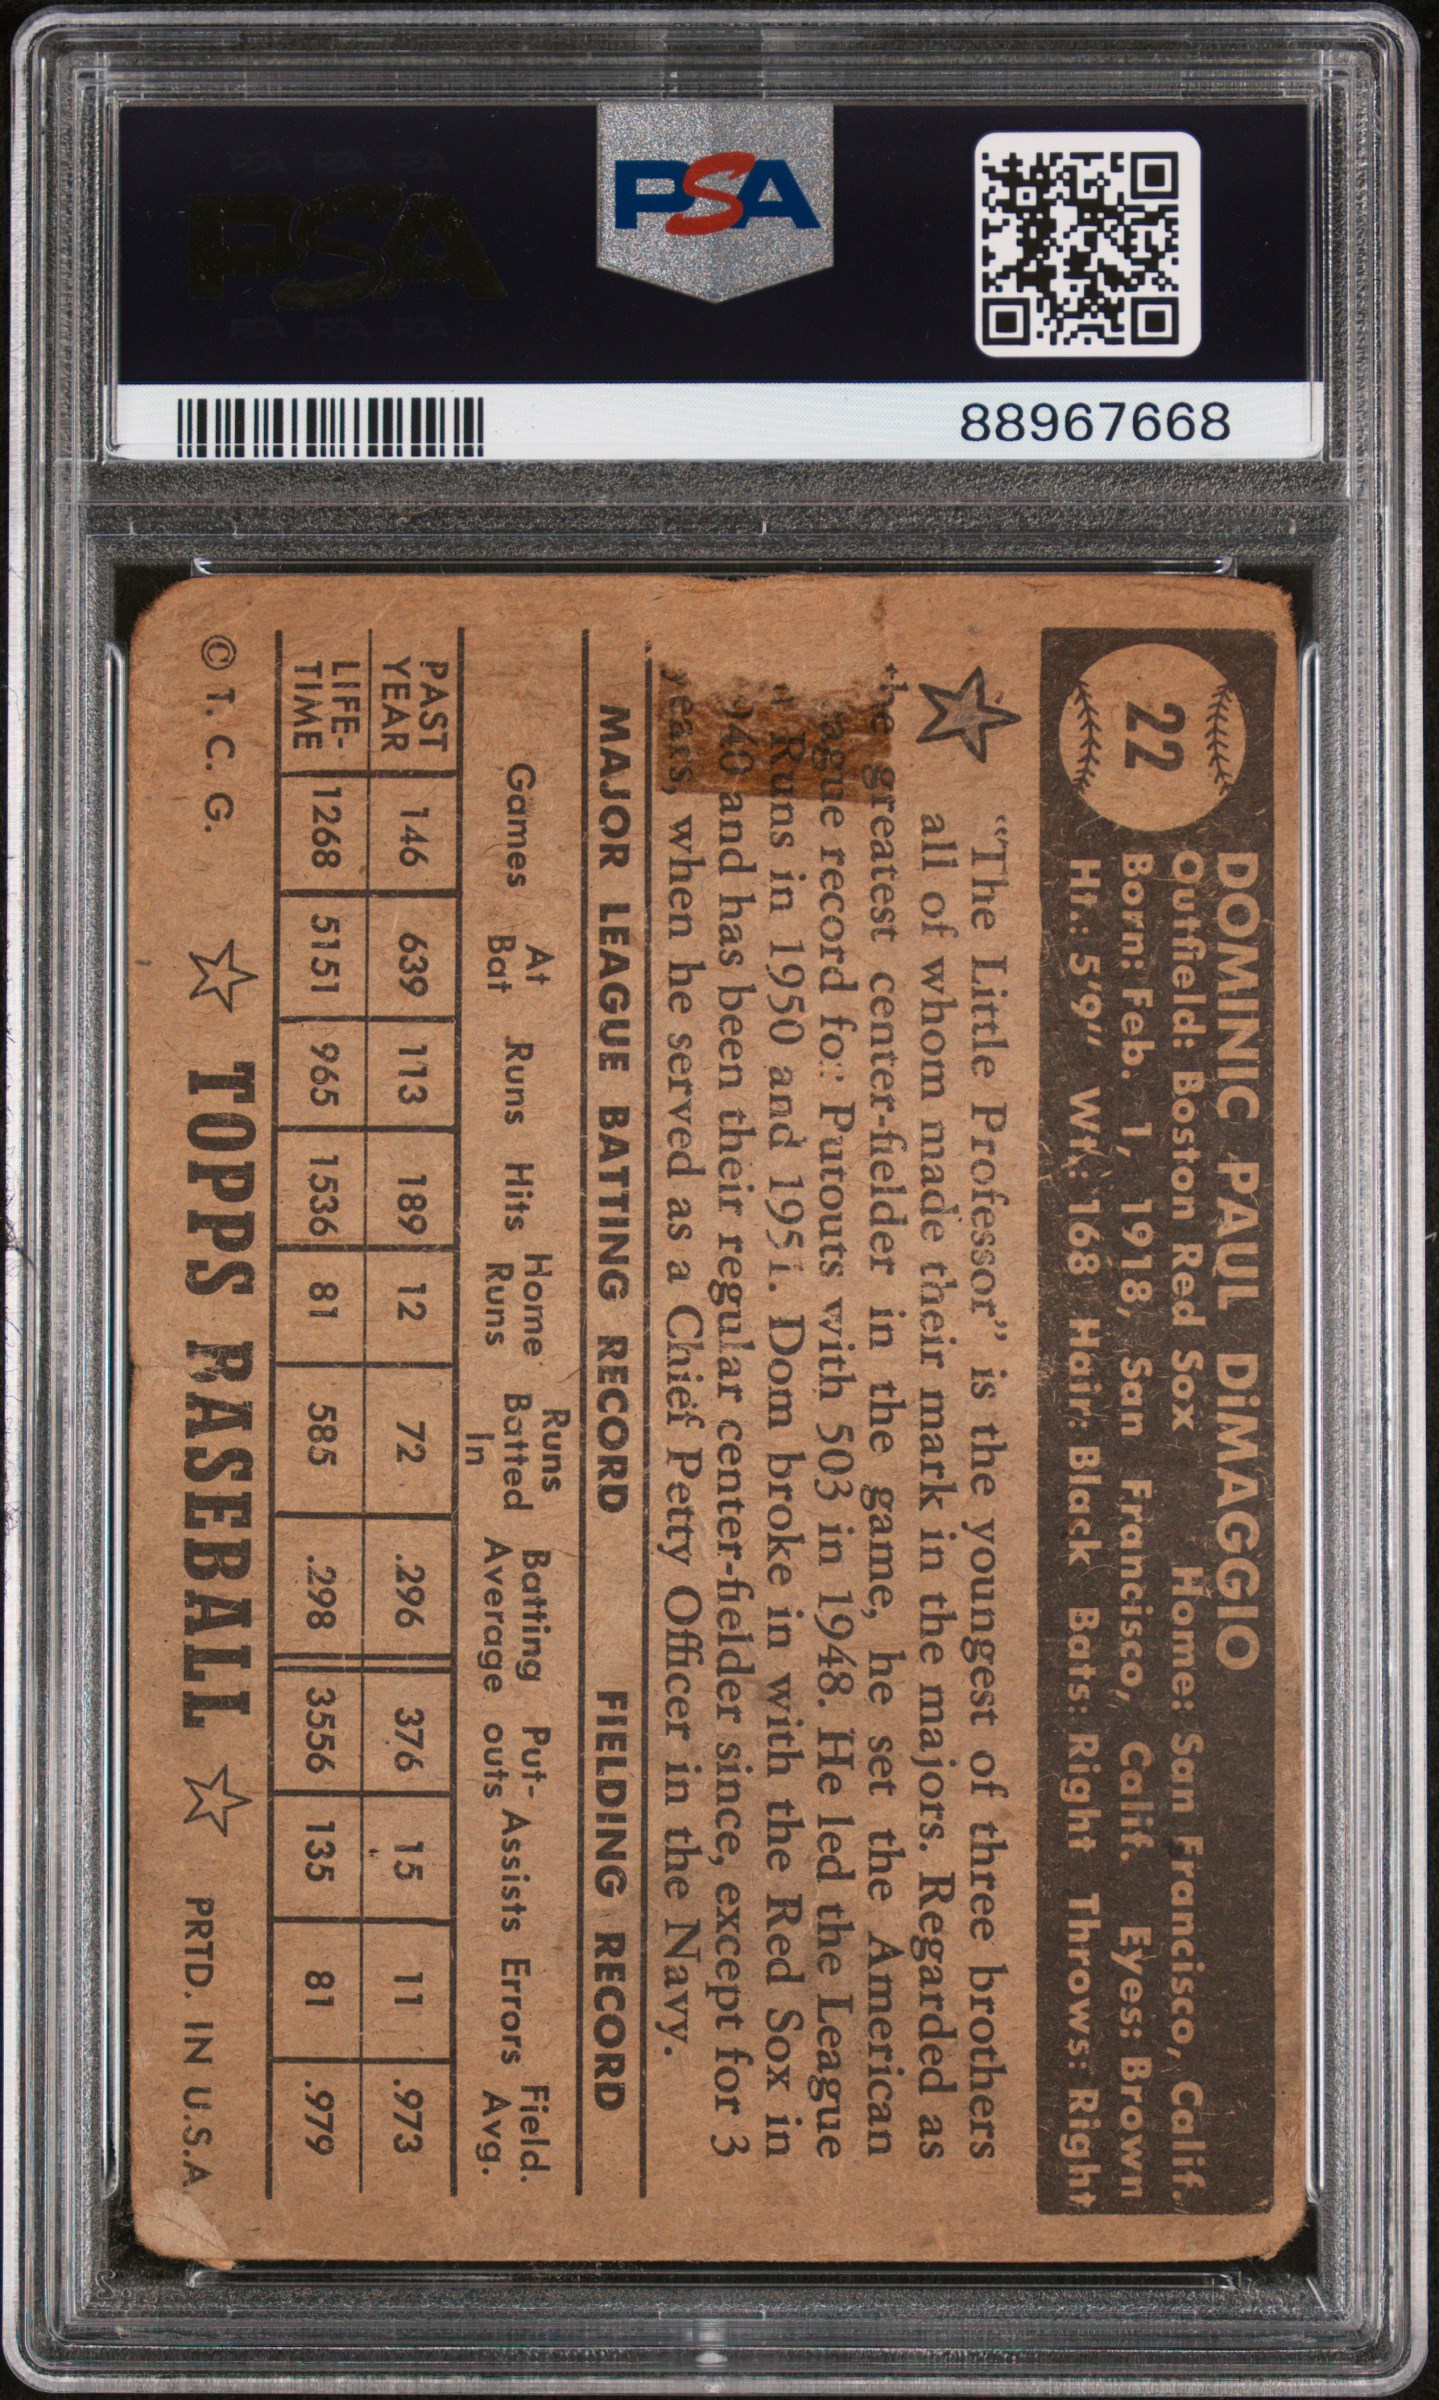 PSA
PSA
88967668
22
DOMINIC PAUL DiMAGGIO
Outfield: Boston Red Sox Home: San Francisco, Calif.
Born: Feb. 1, 1918, San Francisco, Calif. Eyes: Brown
Ht.: 5'9" Wt.: 168 Hair: Black Bats: Right Throws: Right
"The Little Professor" is the youngest of three brothers
all of whom made their mark in the majors. Regarded as
the greatest center-fielder in the game, he set the American
record for Putouts with 503 in 1948. He led the League
Runs in 1950 and 1951. Dom broke in with the Red Sox in
and has been their regular center-fielder since, except for 3
years, when he served as a Chief Petty Officer in the Navy.
MAJOR LEAGUE BATTING RECORD FIELDING RECORD
Games At Bat Runs Hits Home Runs Runs Batted In Batting Average Put-outs Assists Errors Field. Avg.
PAST YEAR 146 639 113 189 12 72 .296 376 15 11 .973
LIFE-TIME 1268 5151 965 1536 81 585 .298 3556 135 81 .979
© T. C. G. TOPPS BASEBALL PRTD. IN U.S.A